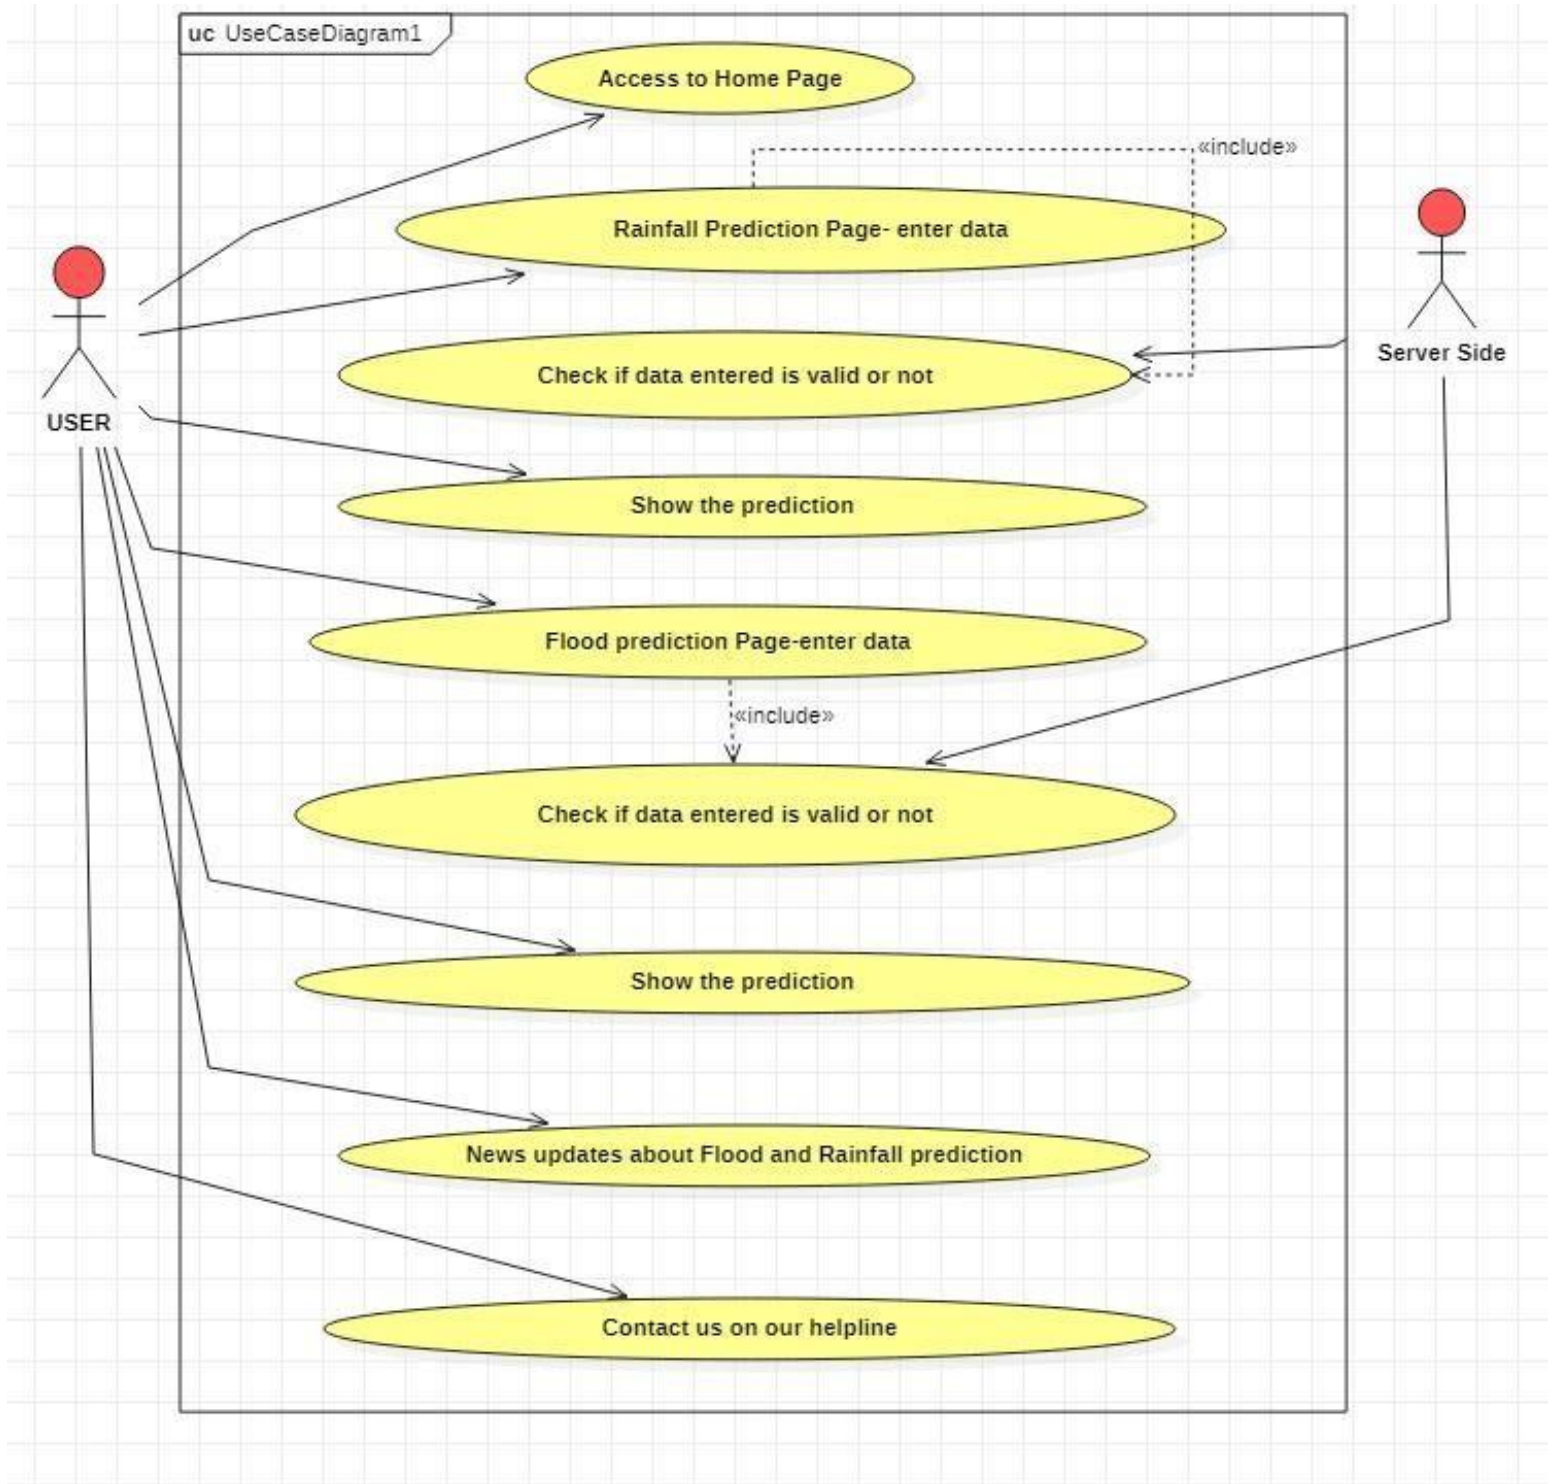 uc UseCaseDiagram1
Access to Home Page
«include»
Rainfall Prediction Page- enter data
Server Side
Check if data entered is valid or not
USER
Show the prediction
Flood prediction Page-enter data
«include»
Check if data entered is valid or not
Show the prediction
News updates about Flood and Rainfall prediction
Contact us on our helpline